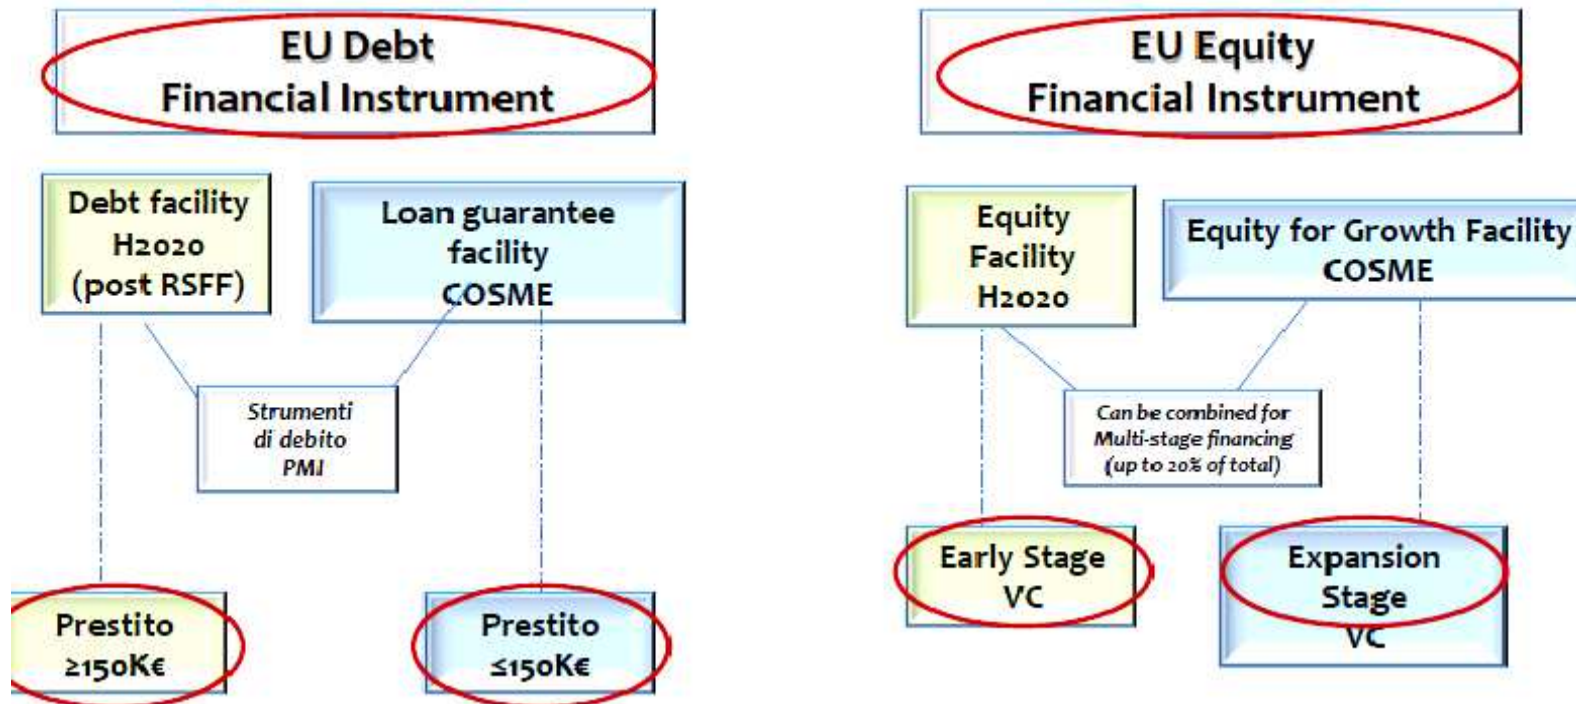 EU Debt
Financial Instrument
EU Equity
Financial Instrument
Debt facility
H2020
(post RSFF)
Loan guarantee
facility
COSME
Equity
Facility
H2020
Equity for Growth Facility
COSME
Strumenti
di debito
PMI
Can be combined for
Multi-stage financing
(up to 20% of total)
Prestito
≥150K€
Prestito
≤150K€
Early Stage
VC
Expansion
Stage
VC